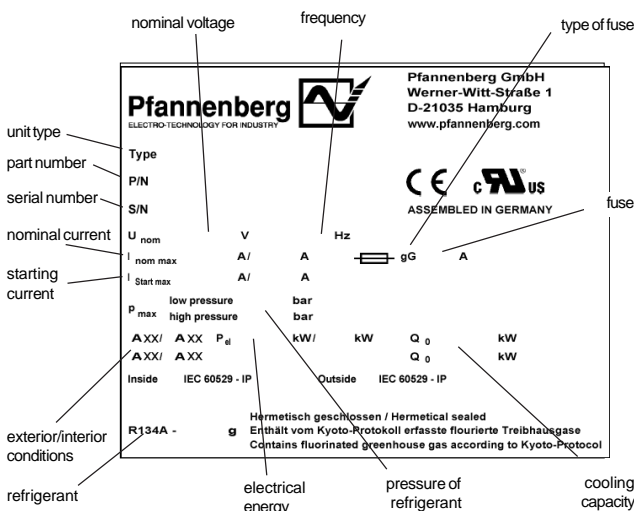 nominal voltage
frequency
type of fuse
Pfannenberg
ELECTRO-TECHNOLOGY FOR INDUSTRY
Pfannenberg GmbH
Werner-Witt-Straße 1
D-21035 Hamburg
www.pfannenberg.com
unit type
Type
part number
P/N
CE c RU US
serial number
S/N
ASSEMBLED IN GERMANY
fuse
nominal current
U nom V Hz
I nom max A/ A gG A
starting
current
I Start max A/ A
p max low pressure bar
high pressure bar
AXX/ AXX P el kW/ kW Q 0 kW
AXX/ AXX Q 0 kW
Inside IEC 60529 - IP Outside IEC 60529 - IP
Hermetisch geschlossen / Hermetical sealed
R134A - g Enthält vom Kyoto-Protokoll erfasste flourierte Treibhausgase
Contains fluorinated greenhouse gas according to Kyoto-Protocol
exterior/interior
conditions
refrigerant
electrical
energy
pressure of
refrigerant
cooling
capacity